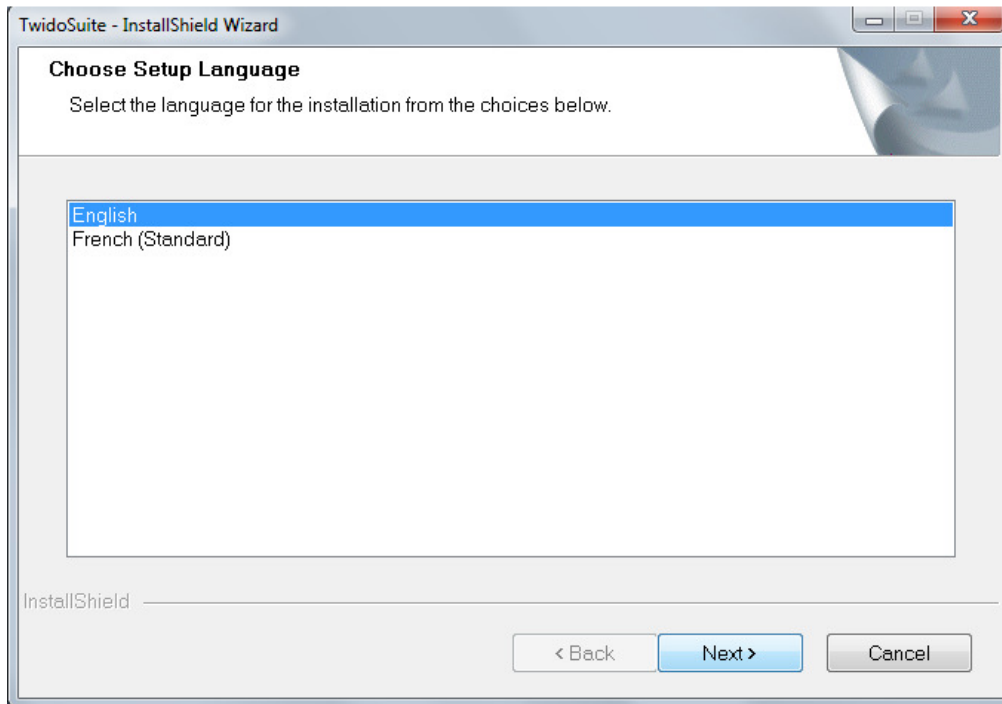 TwidoSuite - InstallShield Wizard
Choose Setup Language
Select the language for the installation from the choices below.
English
French (Standard)
InstallShield
< Back
Next >
Cancel